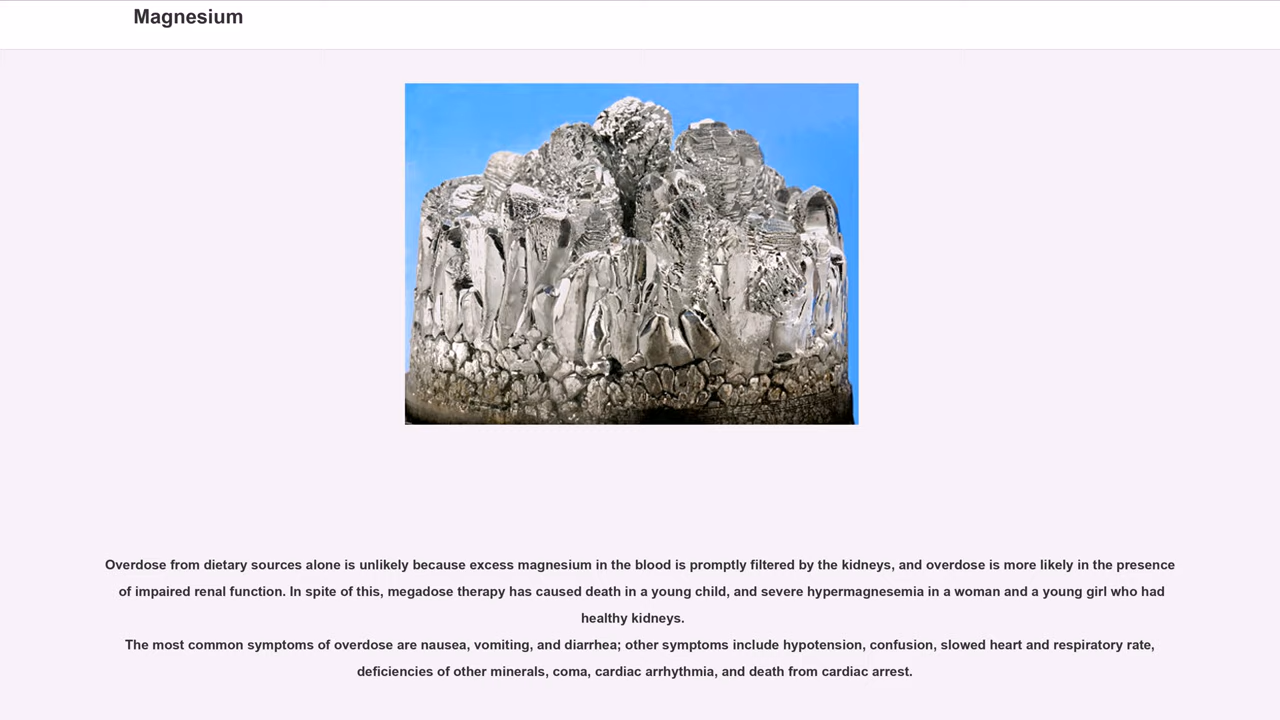 Magnesium
Overdose from dietary sources alone is unlikely because excess magnesium in the blood is promptly filtered by the kidneys, and overdose is more likely in the presence
of impaired renal function. In spite of this, megadose therapy has caused death in a young child, and severe hypermagnesemia in a woman and a young girl who had
healthy kidneys.
The most common symptoms of overdose are nausea, vomiting, and diarrhea; other symptoms include hypotension, confusion, slowed heart and respiratory rate,
deficiencies of other minerals, coma, cardiac arrhythmia, and death from cardiac arrest.